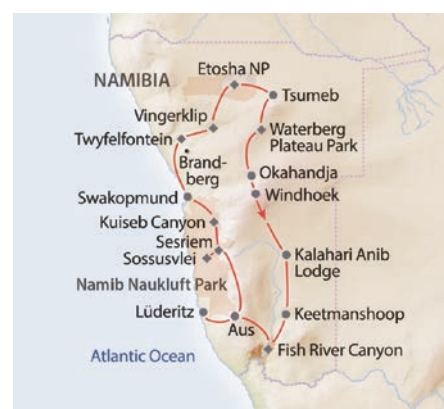 Etosha NP
NAMIBIA
Tsumeb
Vingerklip
Twyfelfontein
Waterberg
Plateau Park
Brand-
berg
Okahandja
Swakopmund
Windhoek
Kuiseb Canyon
Sesriem
Sossusvlei
Kalahari Anib
Lodge
Namib Naukluft Park
Lüderitz
Keetmanshoop
Aus
Atlantic Ocean
Fish River Canyon